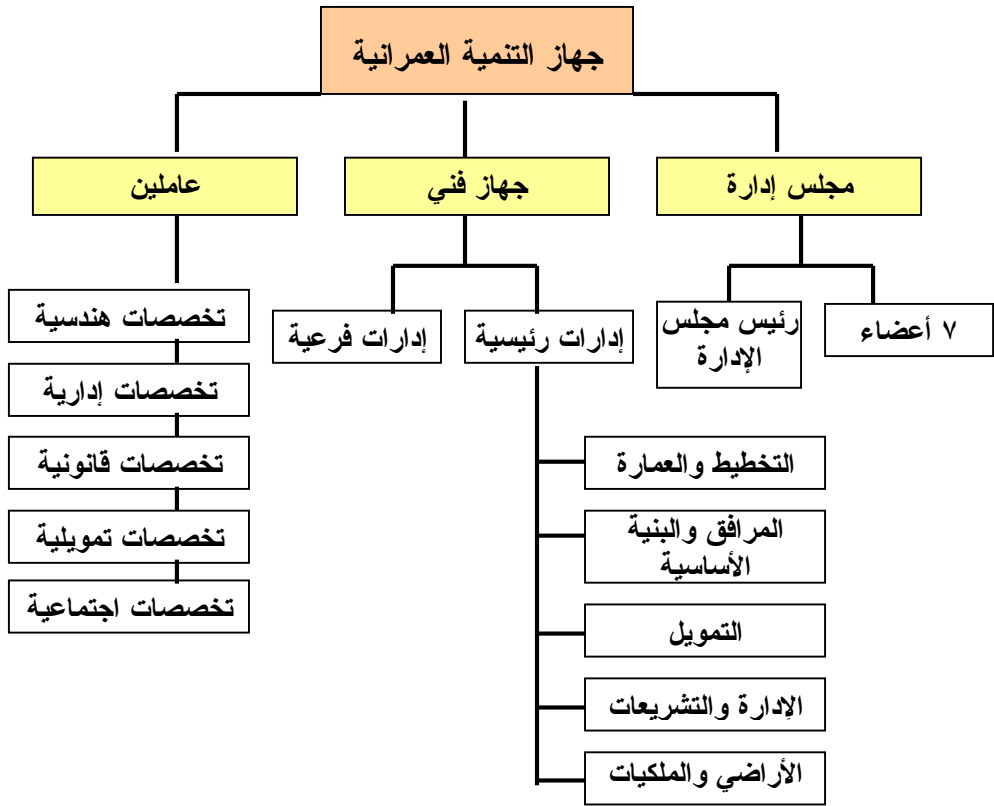 جهاز التنمية العمرانية
مجلس إدارة
جهاز فني
عاملين
٧ أعضاء
رئيس مجلس
الإدارة
إدارات رئيسية
إدارات فرعية
التخطيط والعمارة
المرافق والبنية
الأساسية
التمويل
الإدارة والتشريعات
الأراضي والملكيات
تخصصات هندسية
تخصصات إدارية
تخصصات قانونية
تخصصات تمويلية
تخصصات اجتماعية